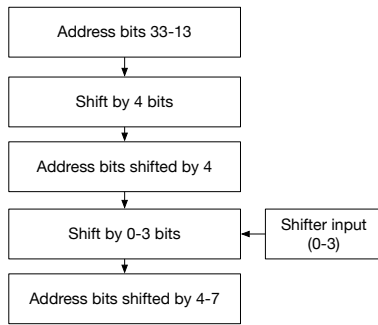 Address bits 33-13
Shift by 4 bits
Address bits shifted by 4
Shift by 0-3 bits
Shifter input
(0-3)
Address bits shifted by 4-7